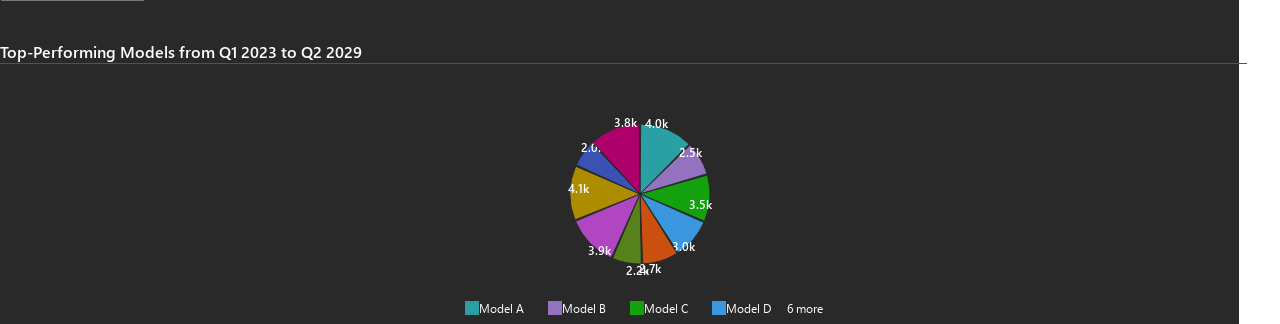 Top-Performing Models from Q1 2023 to Q2 2029
3.8k 4.0k
2.5k
4.1k
3.5k
3.9k
3.0k
2.7k
Model A Model B Model C Model D 6 more